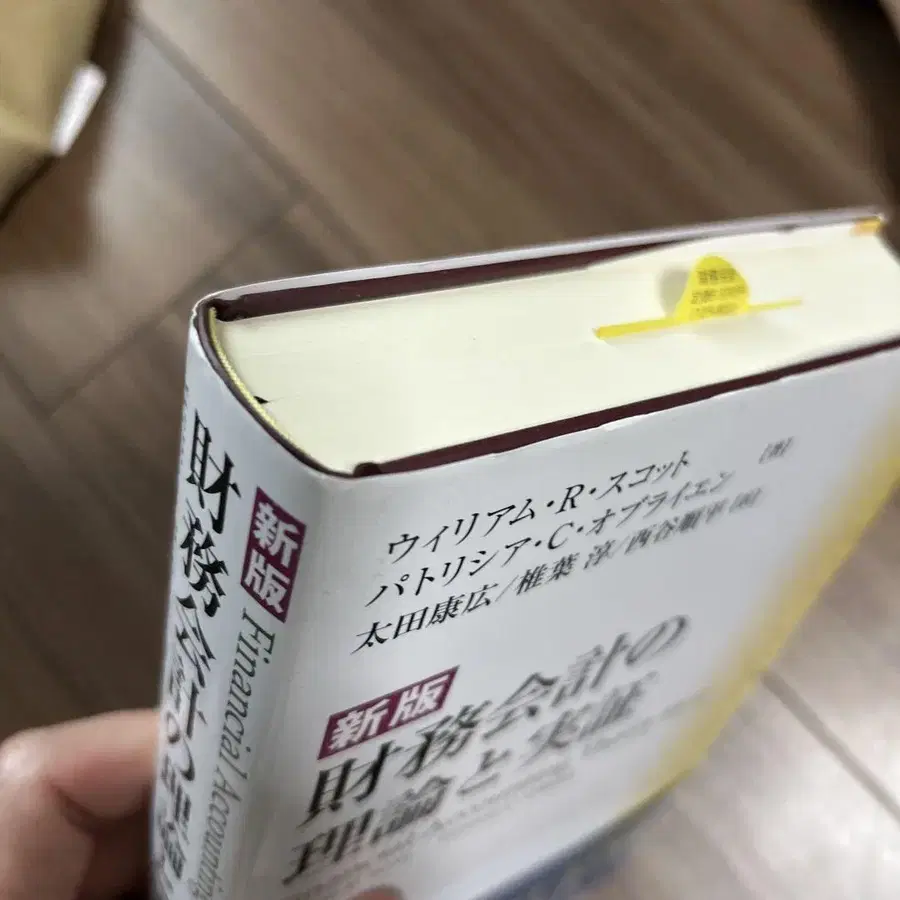 新版
財務会計の理論
Financial Accounting
ウィリアム・R・スコット
パトリシア・C・オブライエン [著]
太田康広/椎葉 淳/西谷順平 [訳]
新版
財務会計の
理論と実証